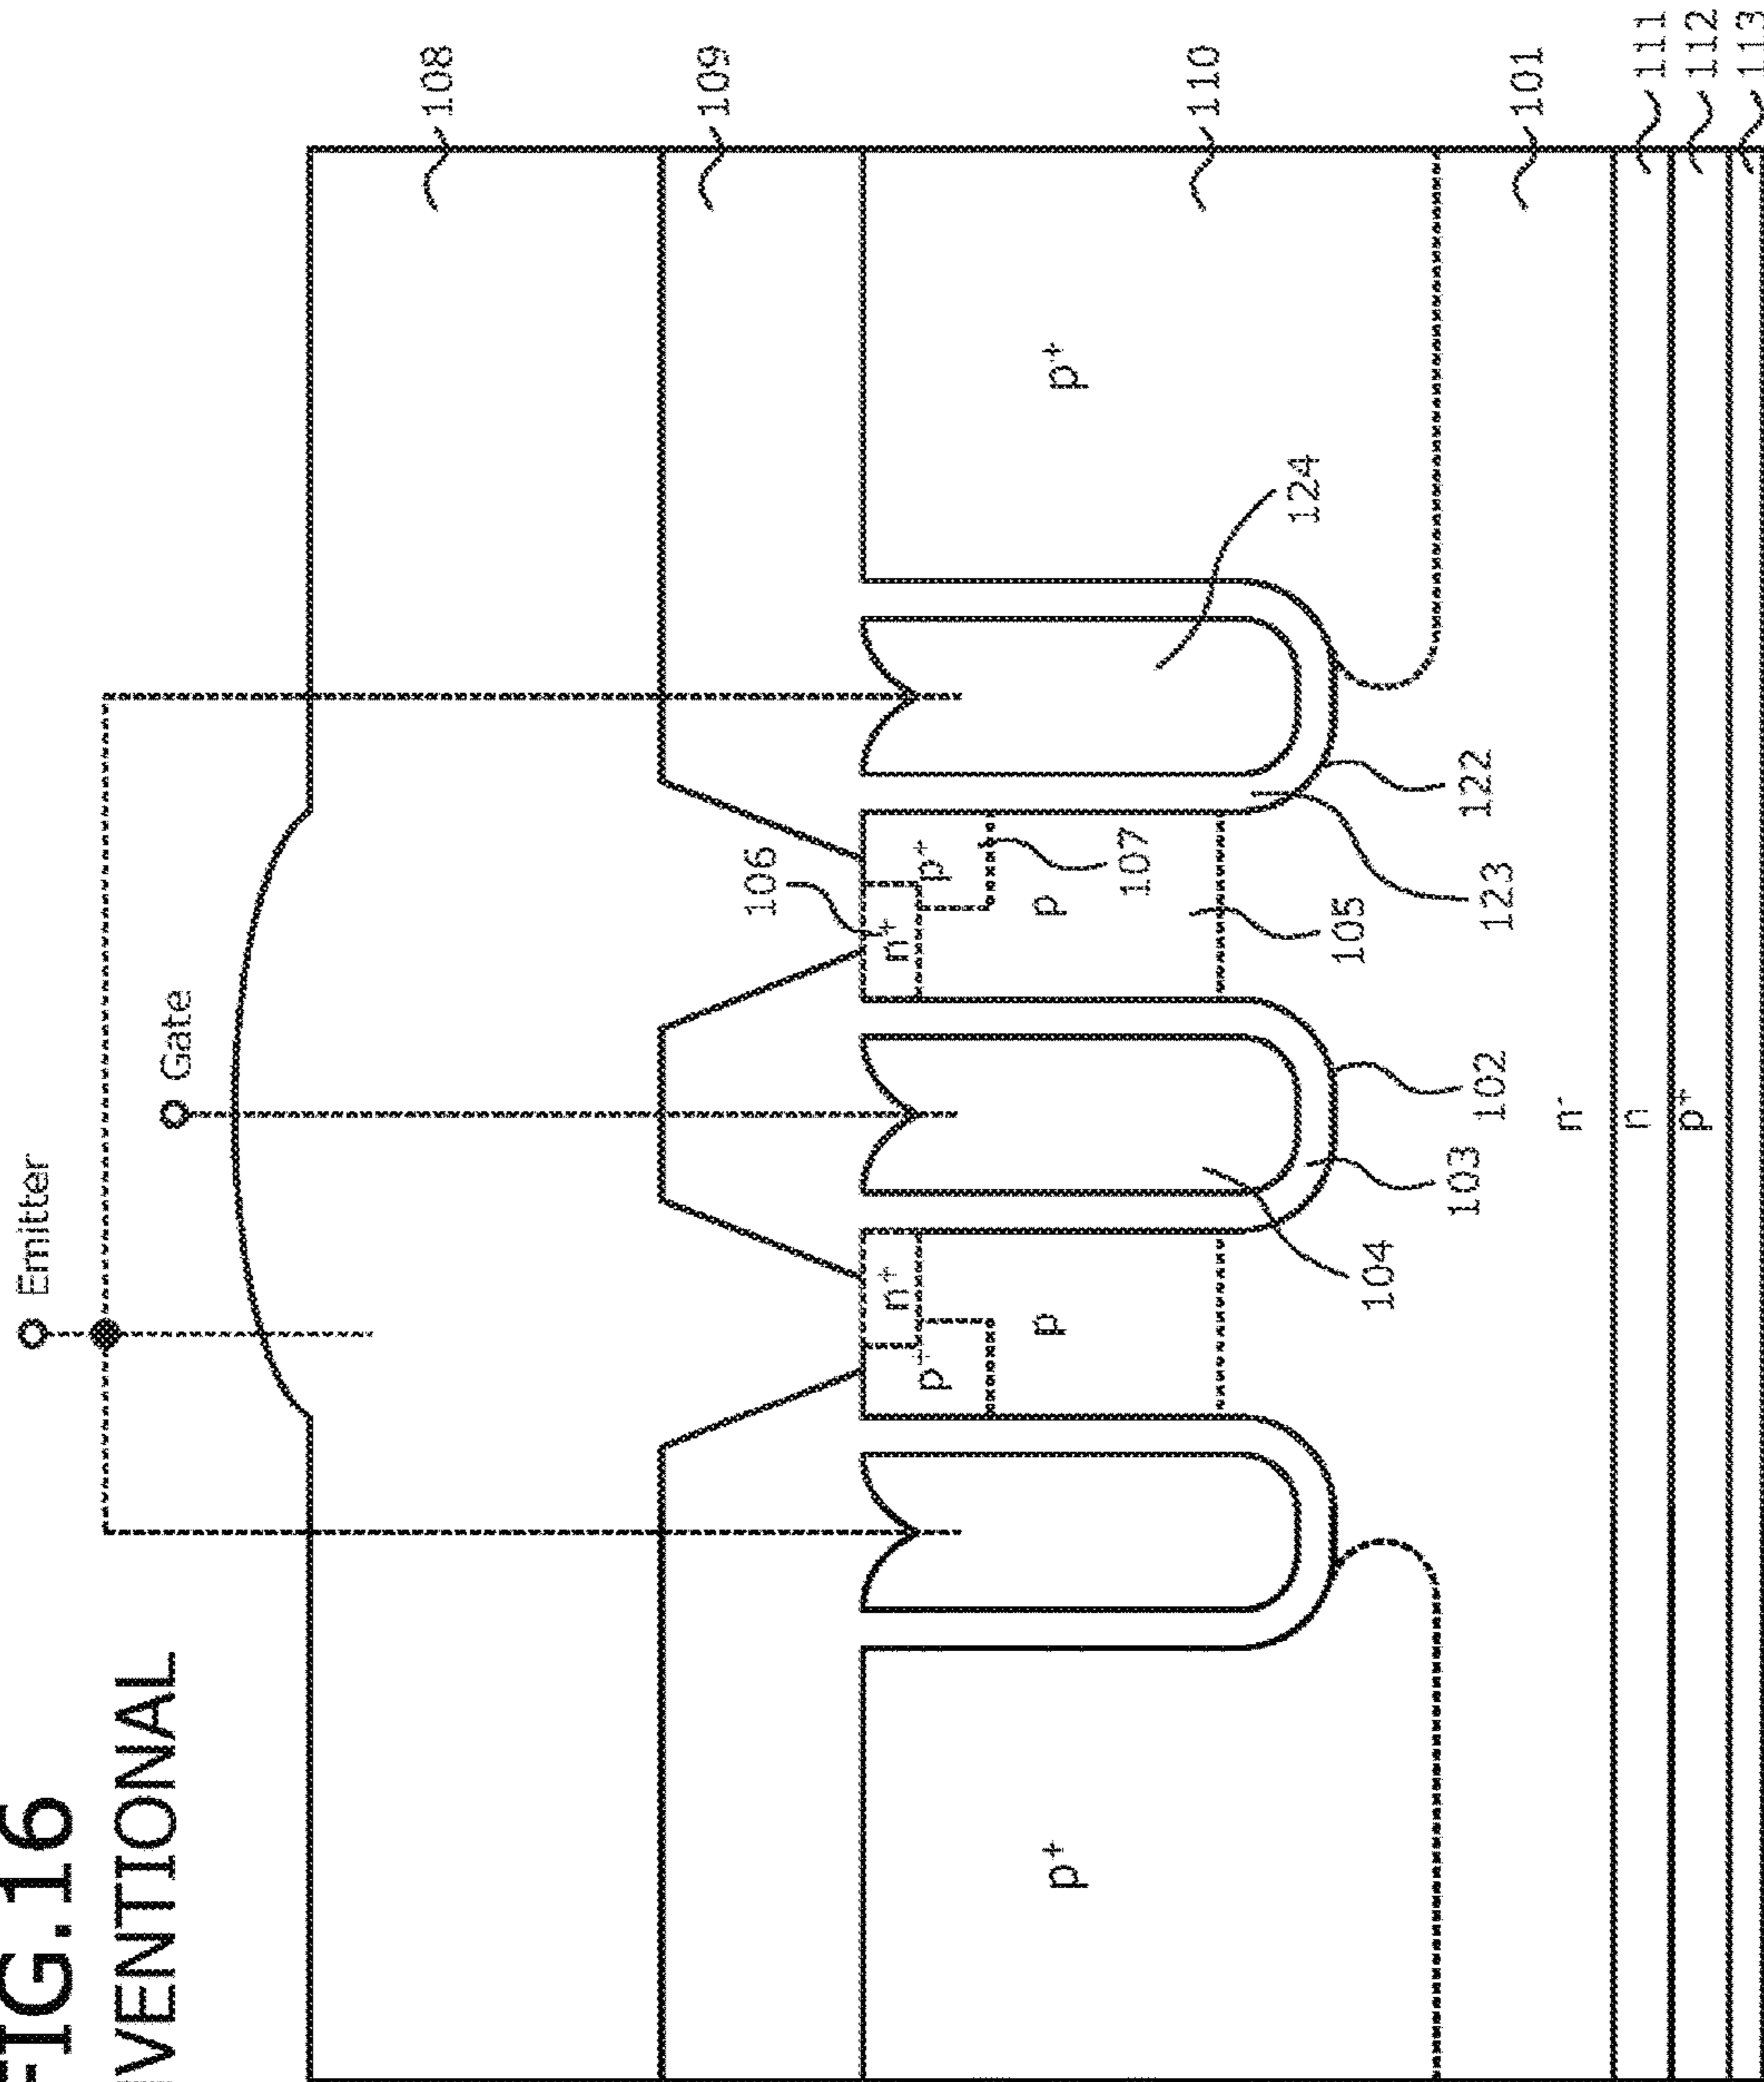 FIG.16
VENTIONAL
Emitter
Gate
108
109
106
n⁺
n⁺
p⁺
p⁺
p
p
p⁺
p⁺
107
110
124
105
104
103
122
102
123
101
n⁻
n
111
p⁺
112
113